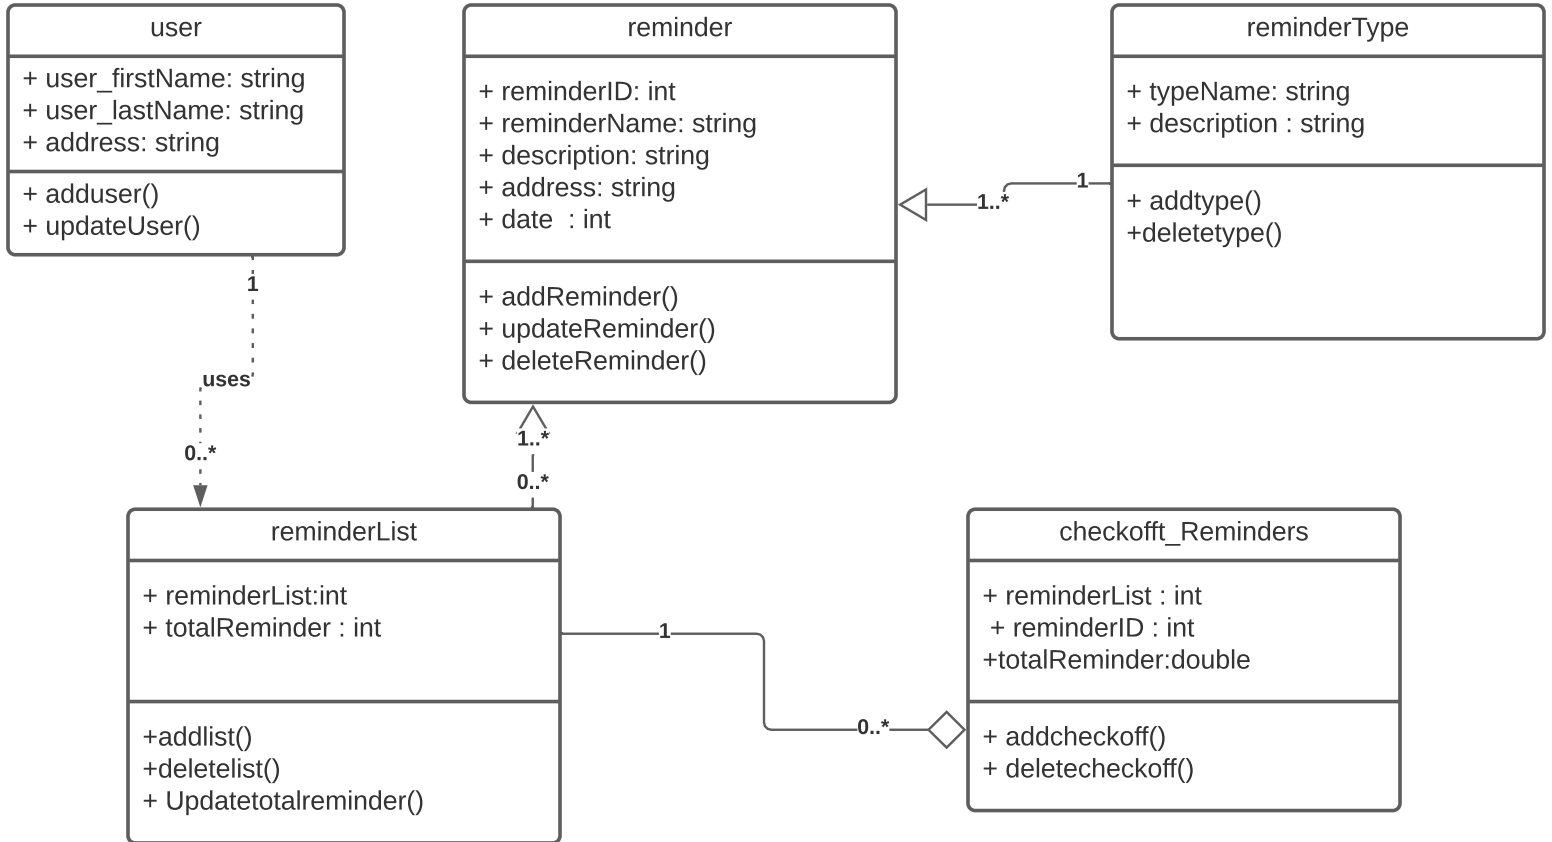 user
+ user_firstName: string
+ user_lastName: string
+ address: string
+ adduser()
+ updateUser()
reminder
+ reminderID: int
+ reminderName: string
+ description: string
+ address: string
+ date  : int
+ addReminder()
+ updateReminder()
+ deleteReminder()
reminderType
+ typeName: string
+ description : string
+ addtype()
+deletetype()
1..*
1
1
uses
0..*
1..*
0..*
reminderList
+ reminderList:int
+ totalReminder : int
+addlist()
+deletelist()
+ Updatetotalreminder()
1
0..*
checkofft_Reminders
+ reminderList : int
+ reminderID : int
+totalReminder:double
+ addcheckoff()
+ deletecheckoff()